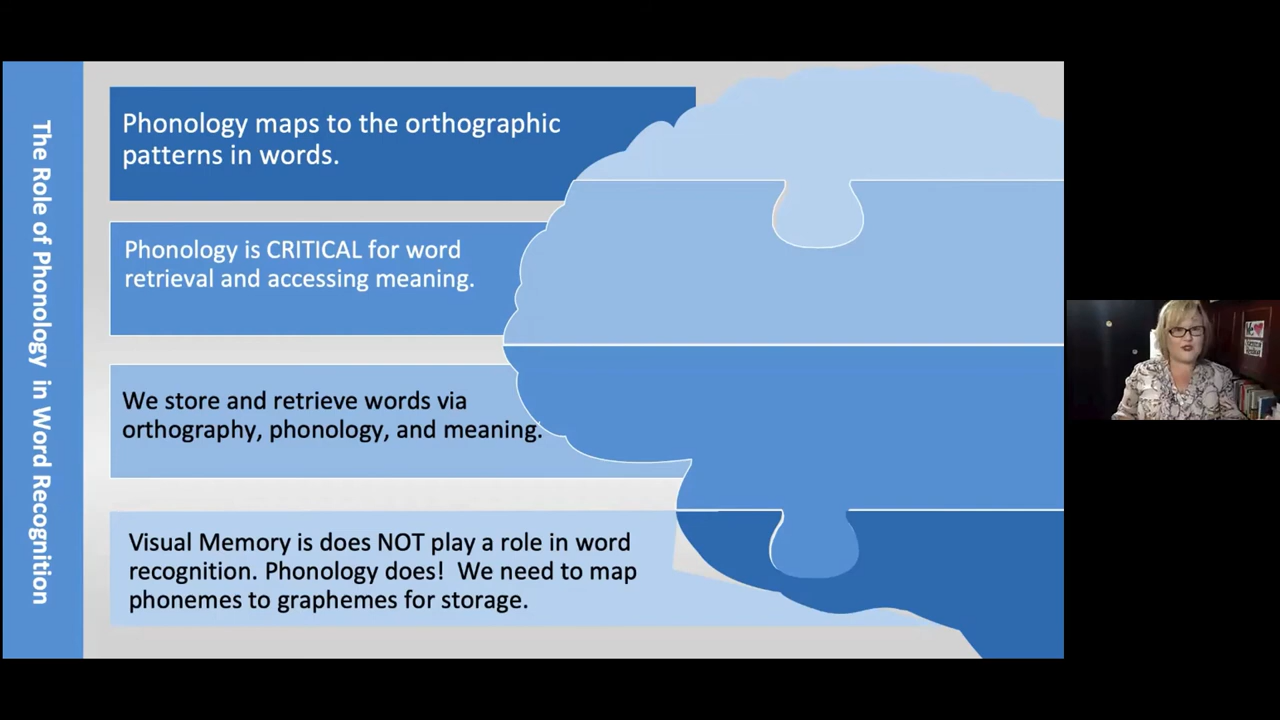 The Role of Phonology in Word Recognition
Phonology maps to the orthographic
patterns in words.
Phonology is CRITICAL for word
retrieval and accessing meaning.
We store and retrieve words via
orthography, phonology, and meaning.
Visual Memory is does NOT play a role in word
recognition. Phonology does! We need to map
phonemes to graphemes for storage.
We